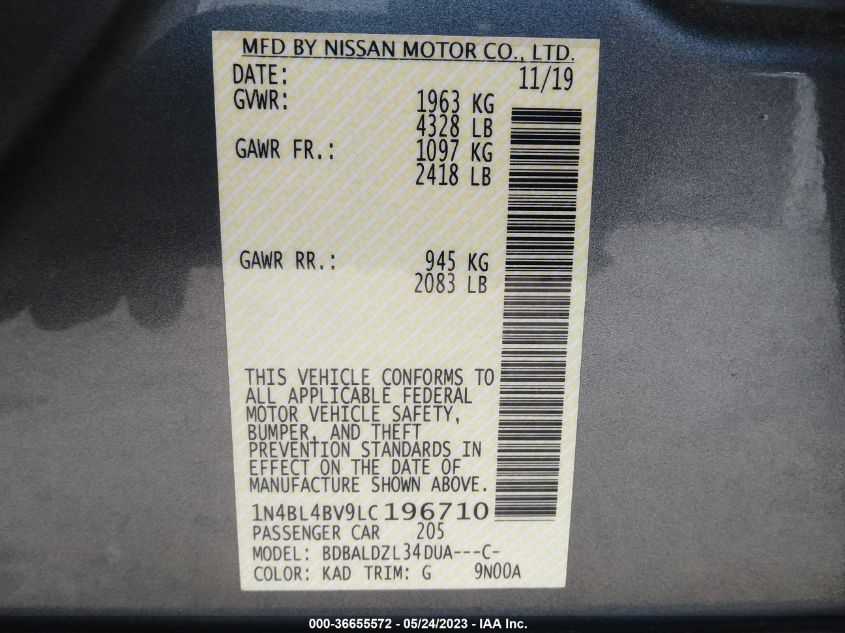 MFD BY NISSAN MOTOR CO., LTD.
DATE: 11/19
GVWR: 1963 KG
4328 LB
GAWR FR.: 1097 KG
2418 LB
GAWR RR.: 945 KG
2083 LB
THIS VEHICLE CONFORMS TO
ALL APPLICABLE FEDERAL
MOTOR VEHICLE SAFETY,
BUMPER, AND THEFT
PREVENTION STANDARDS IN
EFFECT ON THE DATE OF
MANUFACTURE SHOWN ABOVE.
1N4BL4BV9LC196710
PASSENGER CAR 205
MODEL: BDBALDZL34DUA---C-
COLOR: KAD TRIM: G 9N00A
000-36655572 - 05/24/2023 - IAA Inc.